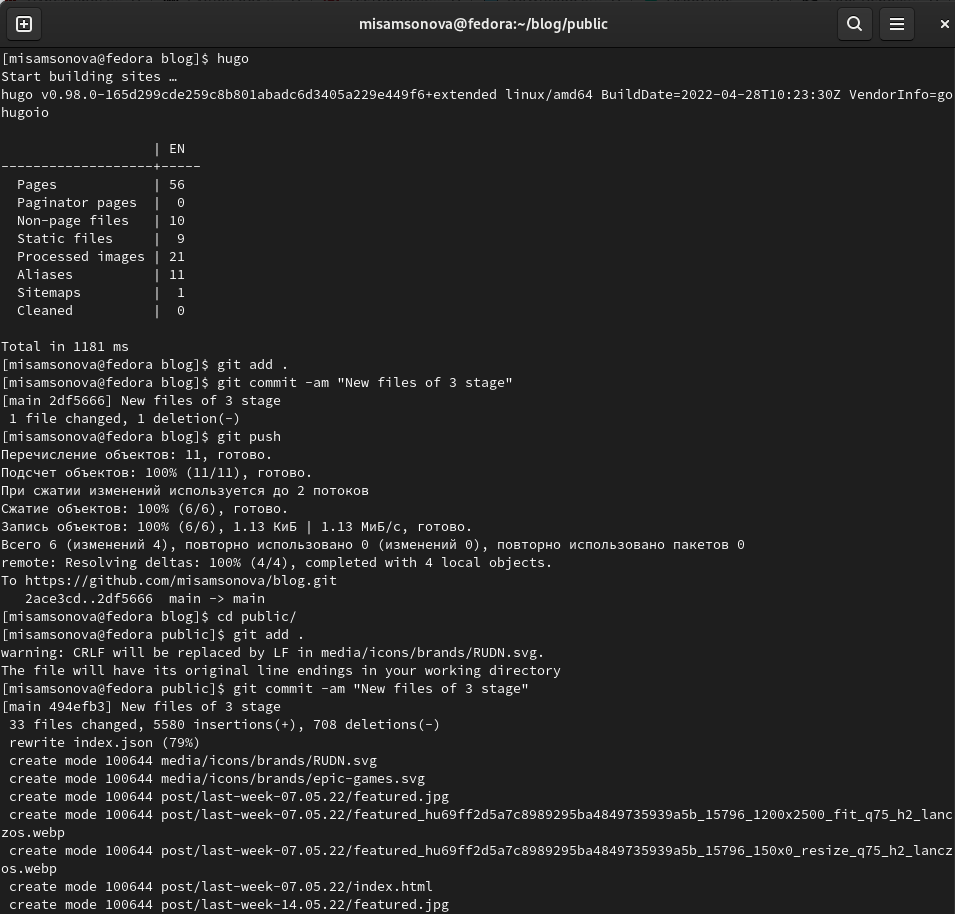 misamsonova@fedora:~/blog/public
[misamsonova@fedora blog]$ hugo
Start building sites …
hugo v0.98.0-165d299cde259c8b801abadc6d3405a229e449f6+extended linux/amd64 BuildDate=2022-04-28T10:23:30Z VendorInfo=go
hugoio
                   | EN
-------------------+-----
  Pages            | 56
  Paginator pages  |  0
  Non-page files   | 10
  Static files     |  9
  Processed images | 21
  Aliases          | 11
  Sitemaps         |  1
  Cleaned          |  0
Total in 1181 ms
[misamsonova@fedora blog]$ git add .
[misamsonova@fedora blog]$ git commit -am "New files of 3 stage"
[main 2df5666] New files of 3 stage
 1 file changed, 1 deletion(-)
[misamsonova@fedora blog]$ git push
Перечисление объектов: 11, готово.
Подсчет объектов: 100% (11/11), готово.
При сжатии изменений используется до 2 потоков
Сжатие объектов: 100% (6/6), готово.
Запись объектов: 100% (6/6), 1.13 КиБ | 1.13 МиБ/с, готово.
Всего 6 (изменений 4), повторно использовано 0 (изменений 0), повторно использовано пакетов 0
remote: Resolving deltas: 100% (4/4), completed with 4 local objects.
To https://github.com/misamsonova/blog.git
   2ace3cd..2df5666  main -> main
[misamsonova@fedora blog]$ cd public/
[misamsonova@fedora public]$ git add .
warning: CRLF will be replaced by LF in media/icons/brands/RUDN.svg.
The file will have its original line endings in your working directory
[misamsonova@fedora public]$ git commit -am "New files of 3 stage"
[main 494efb3] New files of 3 stage
 33 files changed, 5580 insertions(+), 708 deletions(-)
 rewrite index.json (79%)
 create mode 100644 media/icons/brands/RUDN.svg
 create mode 100644 media/icons/brands/epic-games.svg
 create mode 100644 post/last-week-07.05.22/featured.jpg
 create mode 100644 post/last-week-07.05.22/featured_hu69ff2d5a7c8989295ba4849735939a5b_15796_1200x2500_fit_q75_h2_lanc
zos.webp
 create mode 100644 post/last-week-07.05.22/featured_hu69ff2d5a7c8989295ba4849735939a5b_15796_150x0_resize_q75_h2_lancz
os.webp
 create mode 100644 post/last-week-07.05.22/index.html
 create mode 100644 post/last-week-14.05.22/featured.jpg